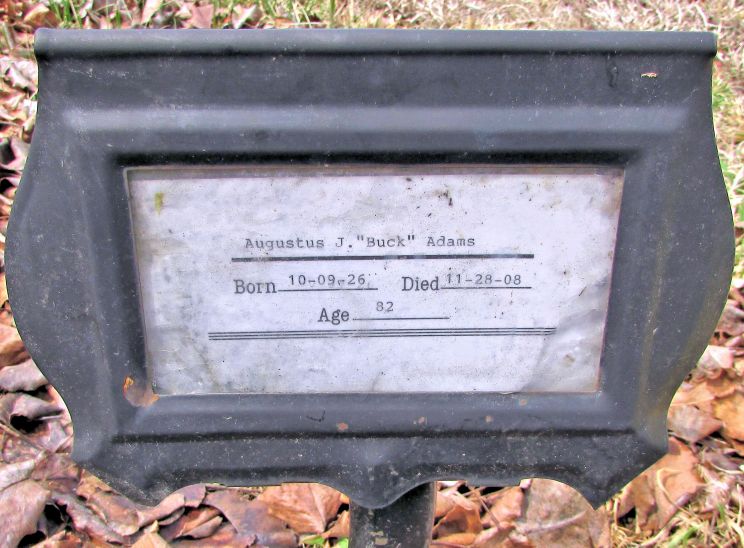 Augustus J."Buck" Adams
Born 10-09-26 Died 11-28-08
Age 82